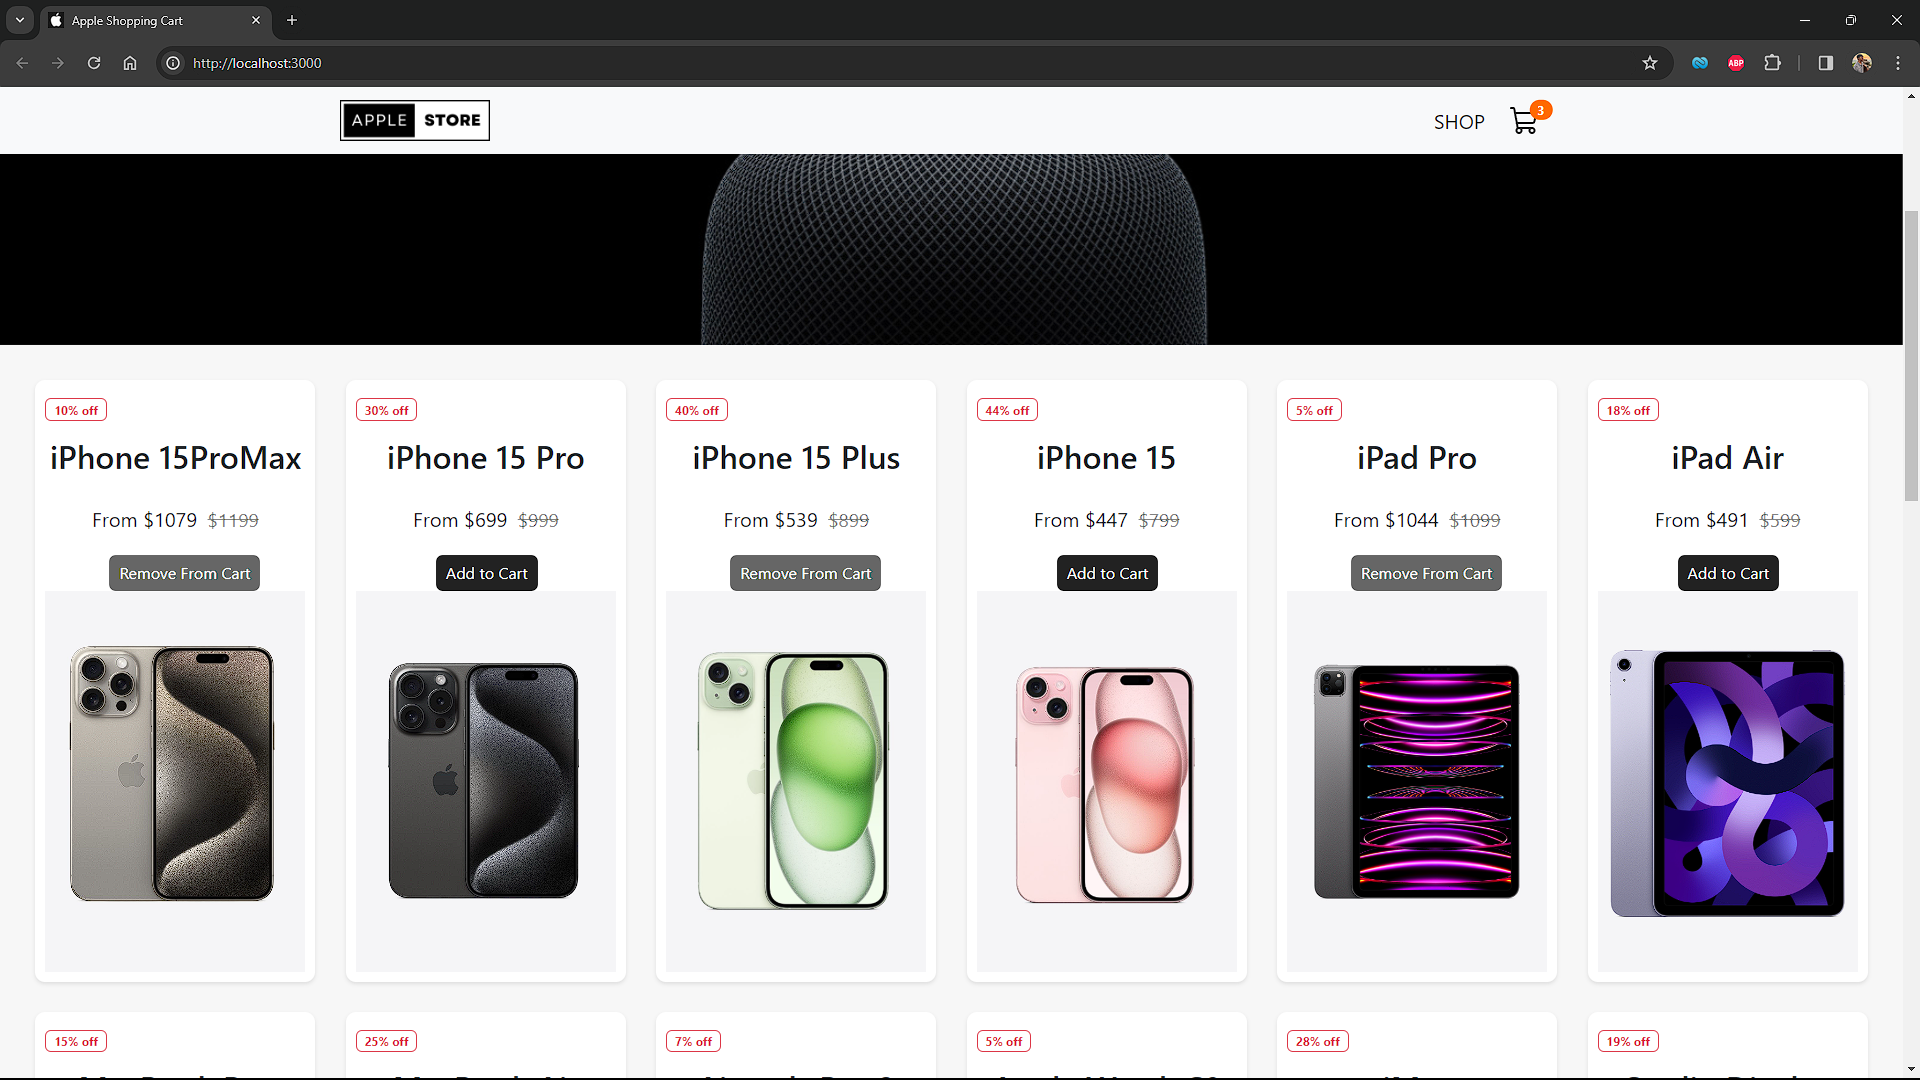 Apple Shopping Cart
http://localhost:3000
ABP
APPLE STORE
SHOP
3
10% off
iPhone 15ProMax
From $1079 $1199
Remove From Cart
30% off
iPhone 15 Pro
From $699 $999
Add to Cart
40% off
iPhone 15 Plus
From $539 $899
Remove From Cart
44% off
iPhone 15
From $447 $799
Add to Cart
5% off
iPad Pro
From $1044 $1099
Remove From Cart
18% off
iPad Air
From $491 $599
Add to Cart
15% off
25% off
7% off
5% off
28% off
19% off